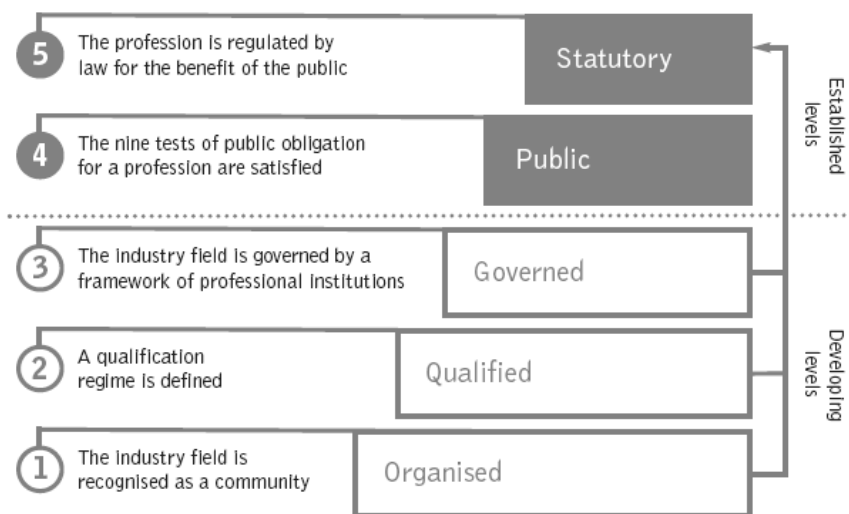 5
The profession is regulated by
law for the benefit of the public
Statutory
4
The nine tests of public obligation
for a profession are satisfied
Public
Established
levels
3
The industry field is governed by a
framework of professional institutions
Governed
2
A qualification
regime is defined
Qualified
1
The industry field is
recognised as a community
Organised
Developing
levels